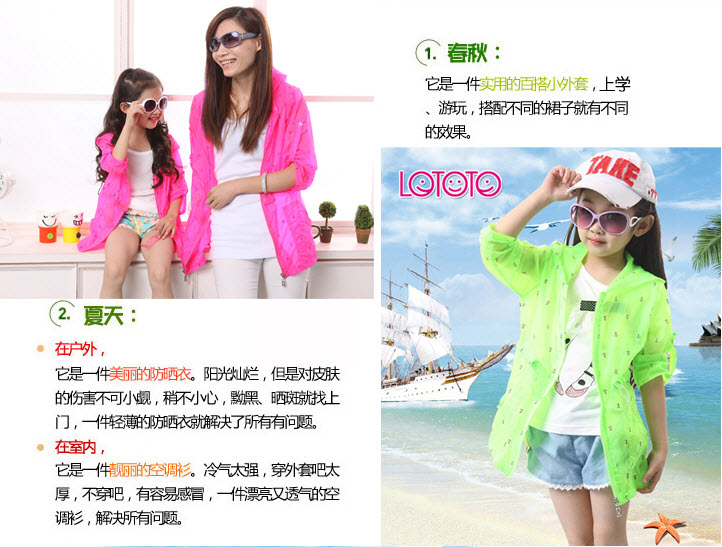 1. 春秋：
它是一件实用的百搭小外套，上学
、游玩，搭配不同的裙子就有不同
的效果。
LOTOTO
TAKE
2. 夏天：
在户外，
它是一件美丽的防晒衣。阳光灿烂，但是对皮肤
的伤害不可小觑，稍不小心，黝黑、晒斑就找上
门，一件轻薄的防晒衣就解决了所有有问题。
在室内，
它是一件靓丽的空调衫。冷气太强，穿外套吧太
厚，不穿吧，有容易感冒，一件漂亮又透气的空
调衫，解决所有问题。